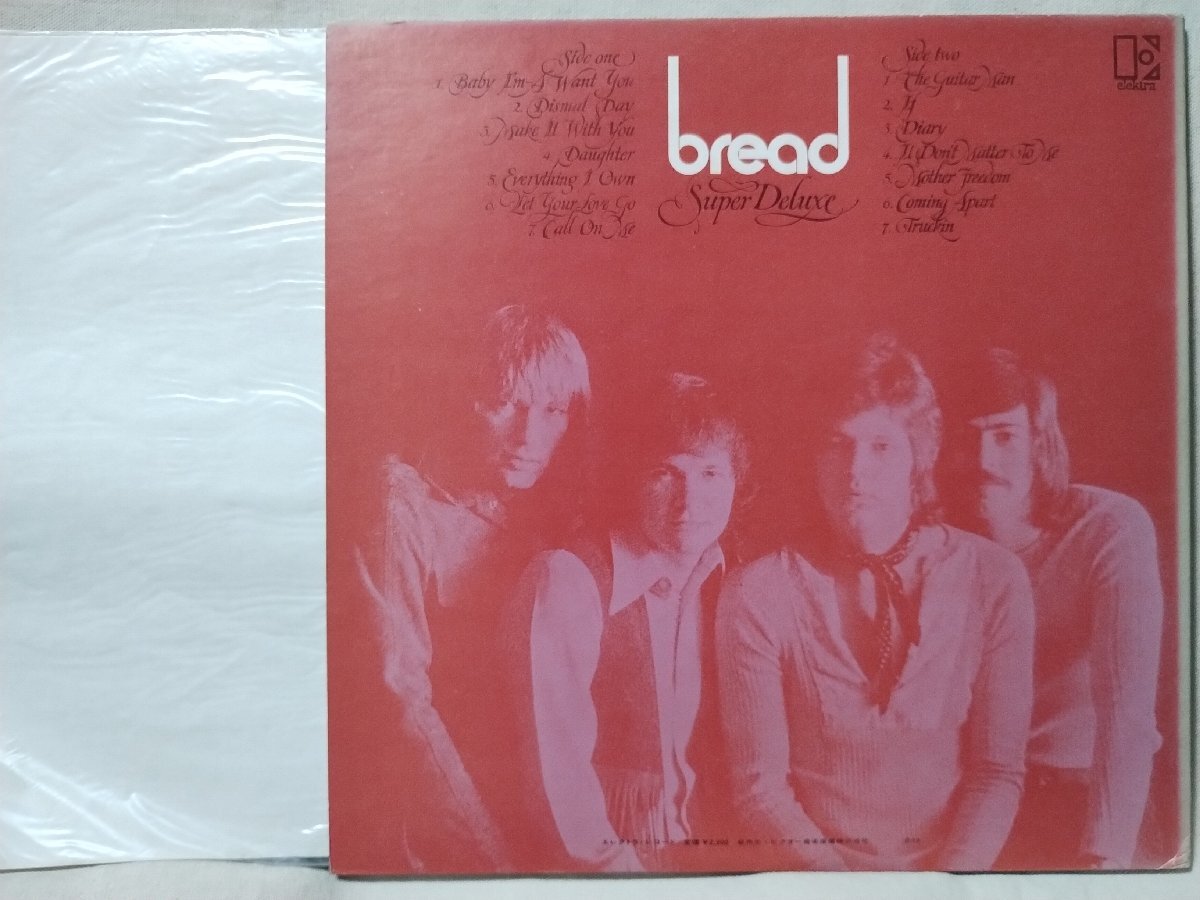 Side one
1. Baby I'm-A Want You
2. Dismal Day
3. Make It With You
4. Daughter
5. Everything I Own
6. Let Your Love Go
7. Call On Me
bread
Super Deluxe
Side two
1. The Guitar Man
2. If
3. Diary
4. It Don't Matter To Me
5. Mother Freedom
6. Coming Apart
7. Truckin
elektra
¥2,200